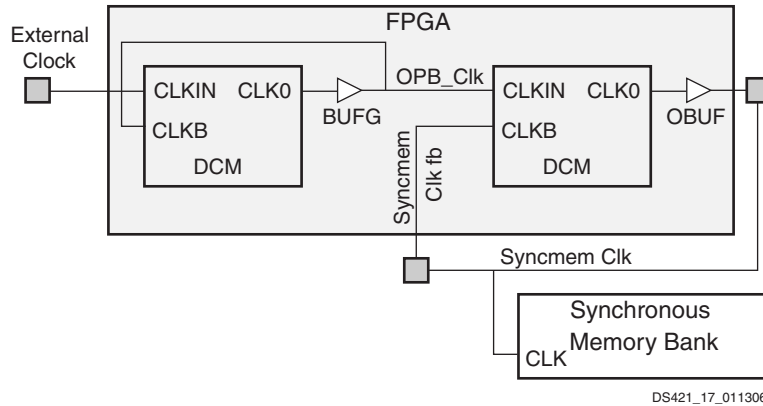 FPGA
External
Clock
OPB_Clk
CLKIN CLK0
BUFG
CLKB
DCM
CLKIN CLK0
OBUF
CLKB
DCM
Syncmem
Clk fb
Syncmem Clk
Synchronous
Memory Bank
CLK
DS421_17_011306